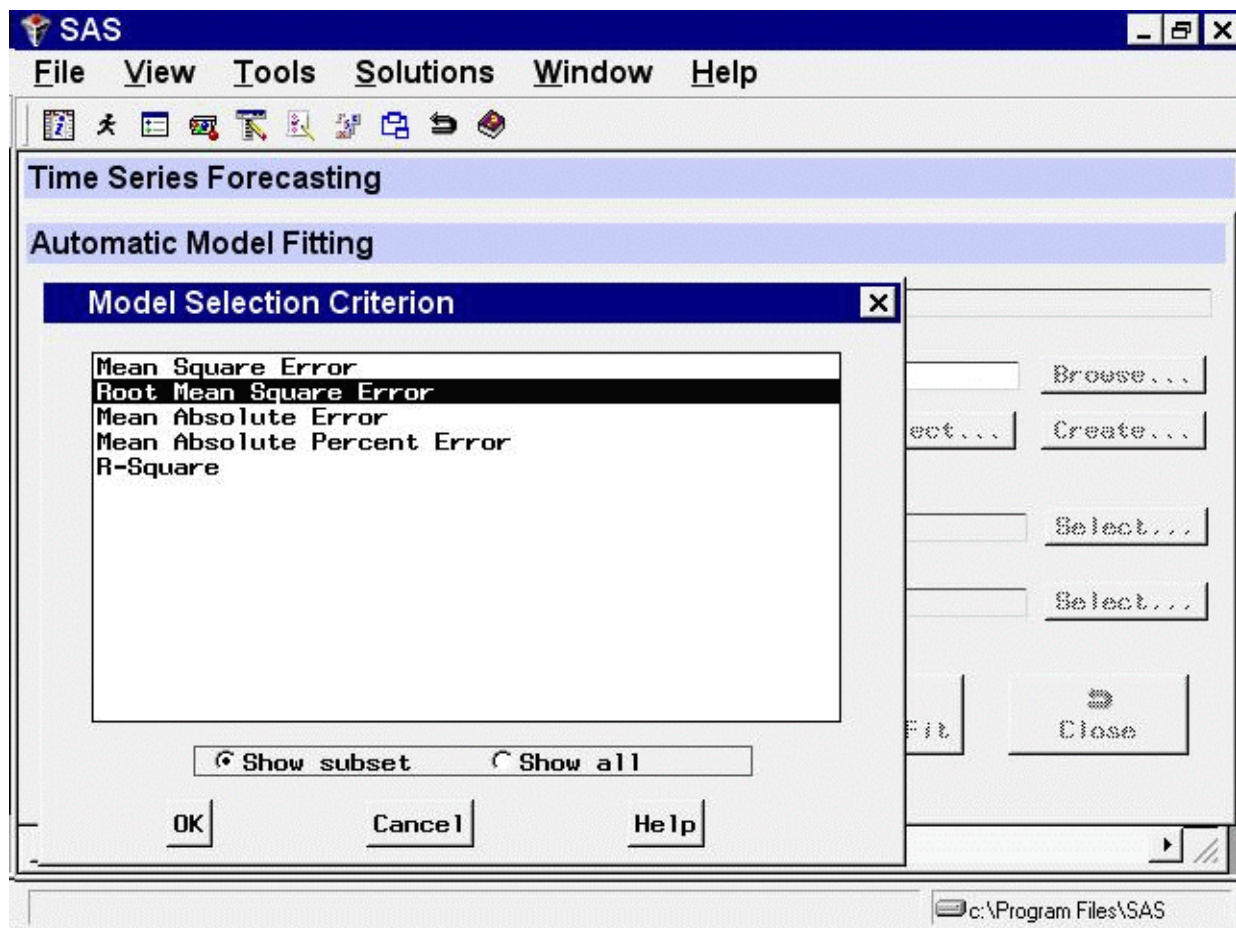 SAS
File View Tools Solutions Window Help
Time Series Forecasting
Automatic Model Fitting
Model Selection Criterion
Mean Square Error
Root Mean Square Error
Mean Absolute Error
Mean Absolute Percent Error
R-Square
Browse...
ect... Create...
Select...
Select...
Fit Close
Show subset Show all
OK Cancel Help
c:\Program Files\SAS